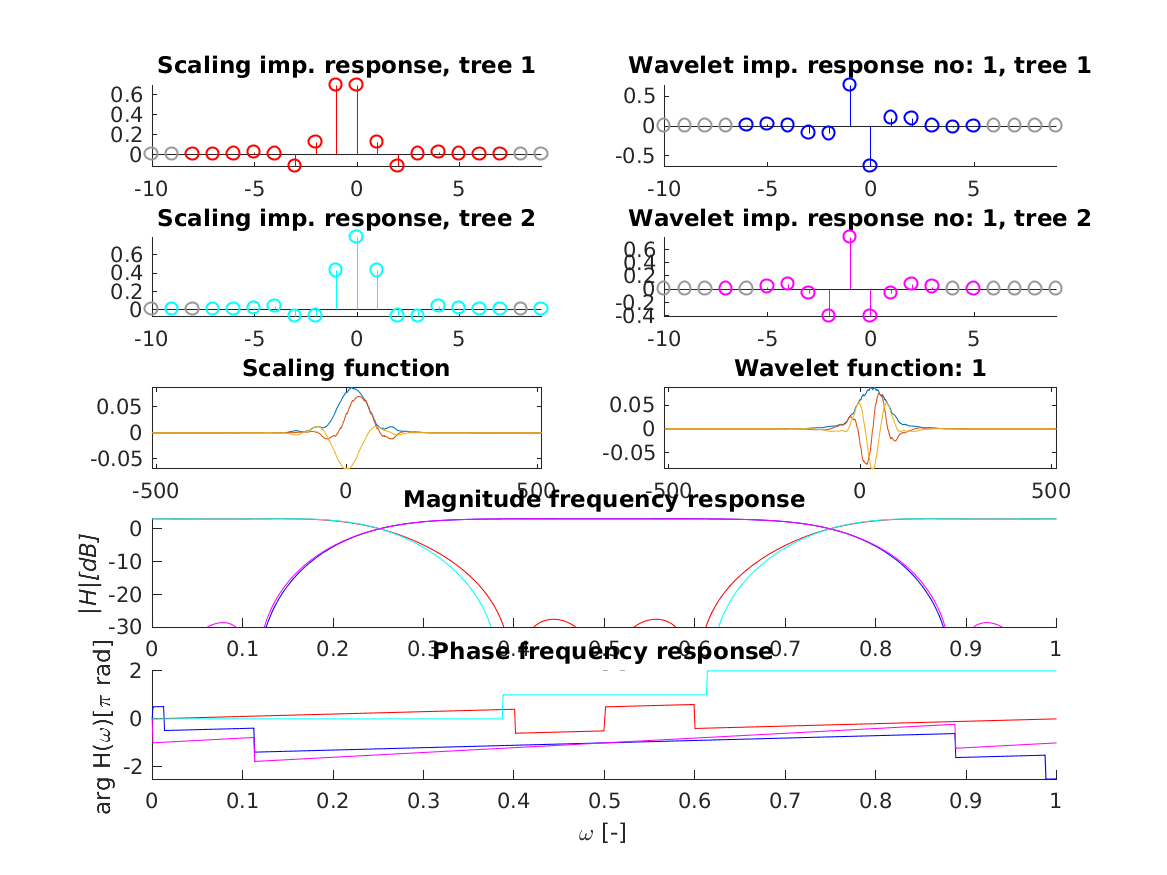 Scaling imp. response, tree 1
0.6
0.4
0.2
0
-10 -5 0 5
Wavelet imp. response no: 1, tree 1
0.5
0
-0.5
-10 -5 0 5
Scaling imp. response, tree 2
0.6
0.4
0.2
0
-10 -5 0 5
Wavelet imp. response no: 1, tree 2
0.6
0.4
0.2
0
-0.2
-0.4
-10 -5 0 5
Scaling function
0.05
0
-0.05
-500 0 500
Wavelet function: 1
0.05
0
-0.05
-500 0 500
Magnitude frequency response
|H|[dB]
0
-10
-20
-30
0 0.1 0.2 0.3 0.4 0.5 0.6 0.7 0.8 0.9 1
Phase frequency response
arg H(ω)[π rad]
2
0
-2
0 0.1 0.2 0.3 0.4 0.5 0.6 0.7 0.8 0.9 1
ω [-]